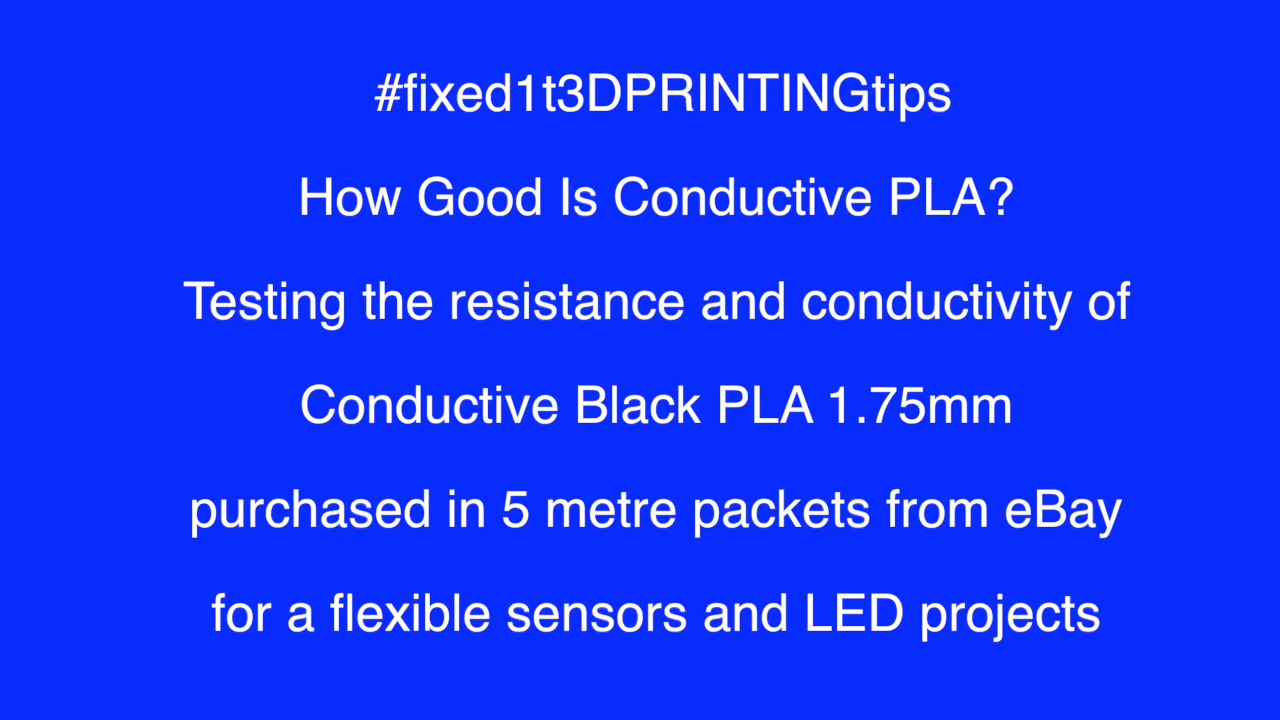 #fixed1t3DPRINTINGtips
How Good Is Conductive PLA?
Testing the resistance and conductivity of
Conductive Black PLA 1.75mm
purchased in 5 metre packets from eBay
for a flexible sensors and LED projects